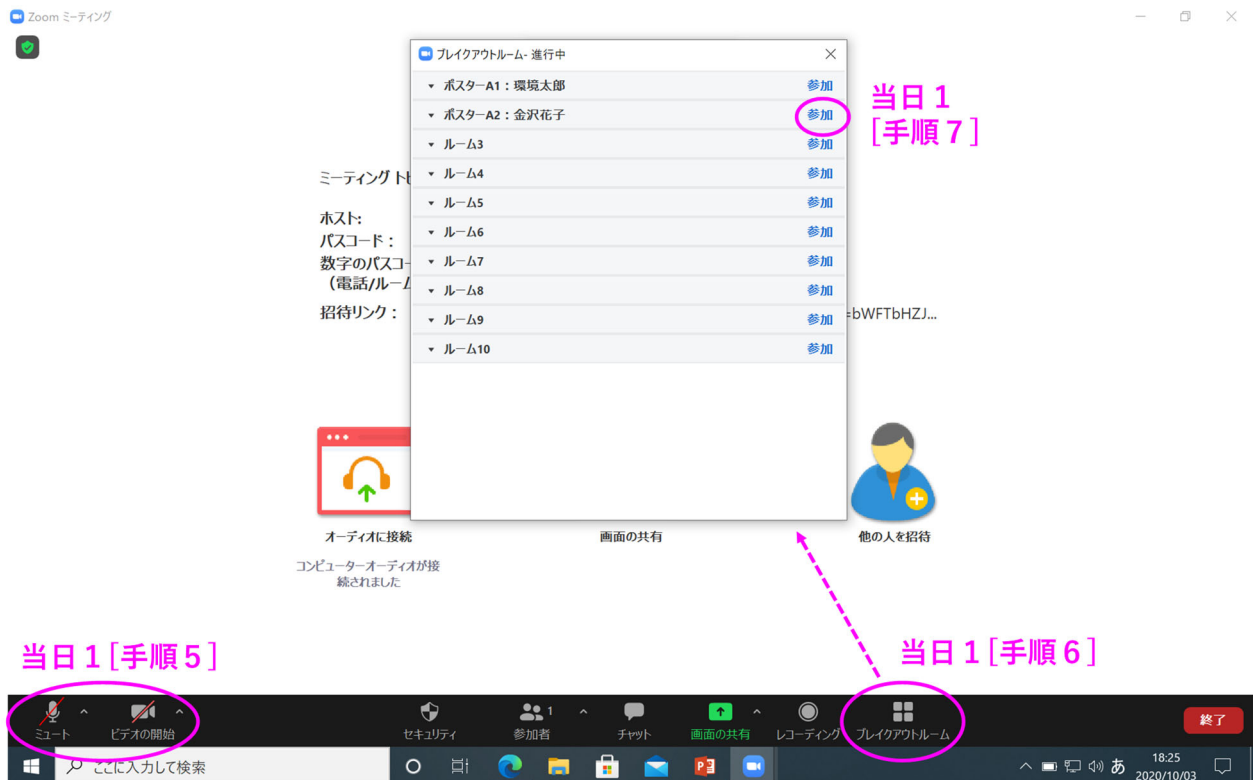 Zoom ミーティング
ブレイクアウトルーム- 進行中
ポスターA1：環境太郎 参加
ポスターA2：金沢花子 参加
ルーム3 参加
ルーム4 参加
ルーム5 参加
ルーム6 参加
ルーム7 参加
ルーム8 参加
ルーム9 参加
ルーム10 参加
当日１
［手順７］
ミーティング ト
ホスト:
パスコード：
数字のパスコー
（電話/ルーム
招待リンク：
=bWFTbHZJ...
オーディオに接続
画面の共有
他の人を招待
コンピューターオーディオが接
続されました
当日１［手順５］
当日１［手順６］
ミュート
ビデオの開始
セキュリティ
1
参加者
チャット
画面の共有
レコーディング
ブレイクアウトルーム
終了
ここに入力して検索
あ
18:25
2020/10/03